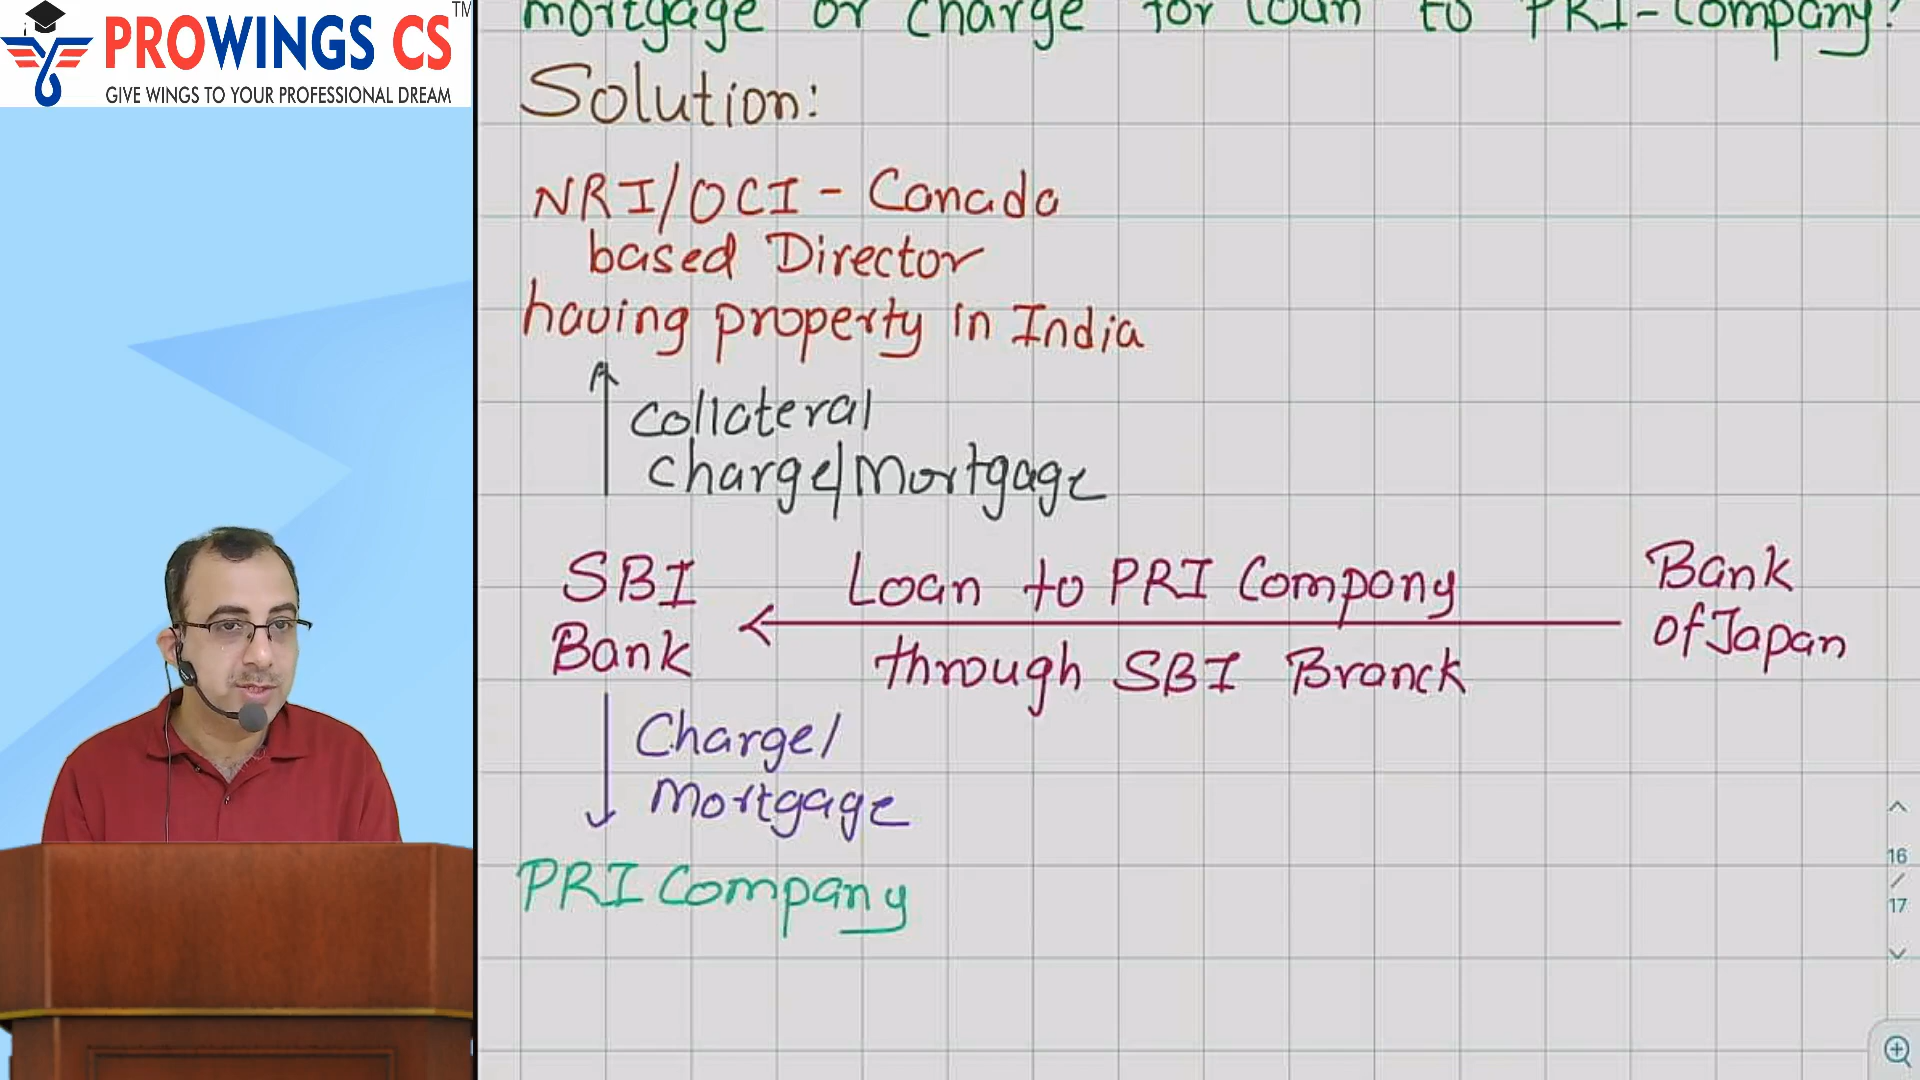 PROWINGS CS TM
GIVE WINGS TO YOUR PROFESSIONAL DREAM
mortgage or charge for loan to PRI-Company?
Solution:
NRI/OCI - Canada
based Director
having property in India
Collateral
Charge/Mortgage
SBI
Bank
Loan to PRI Company
through SBI Branck
Bank
of Japan
Charge/
Mortgage
PRI Company
16
/
17